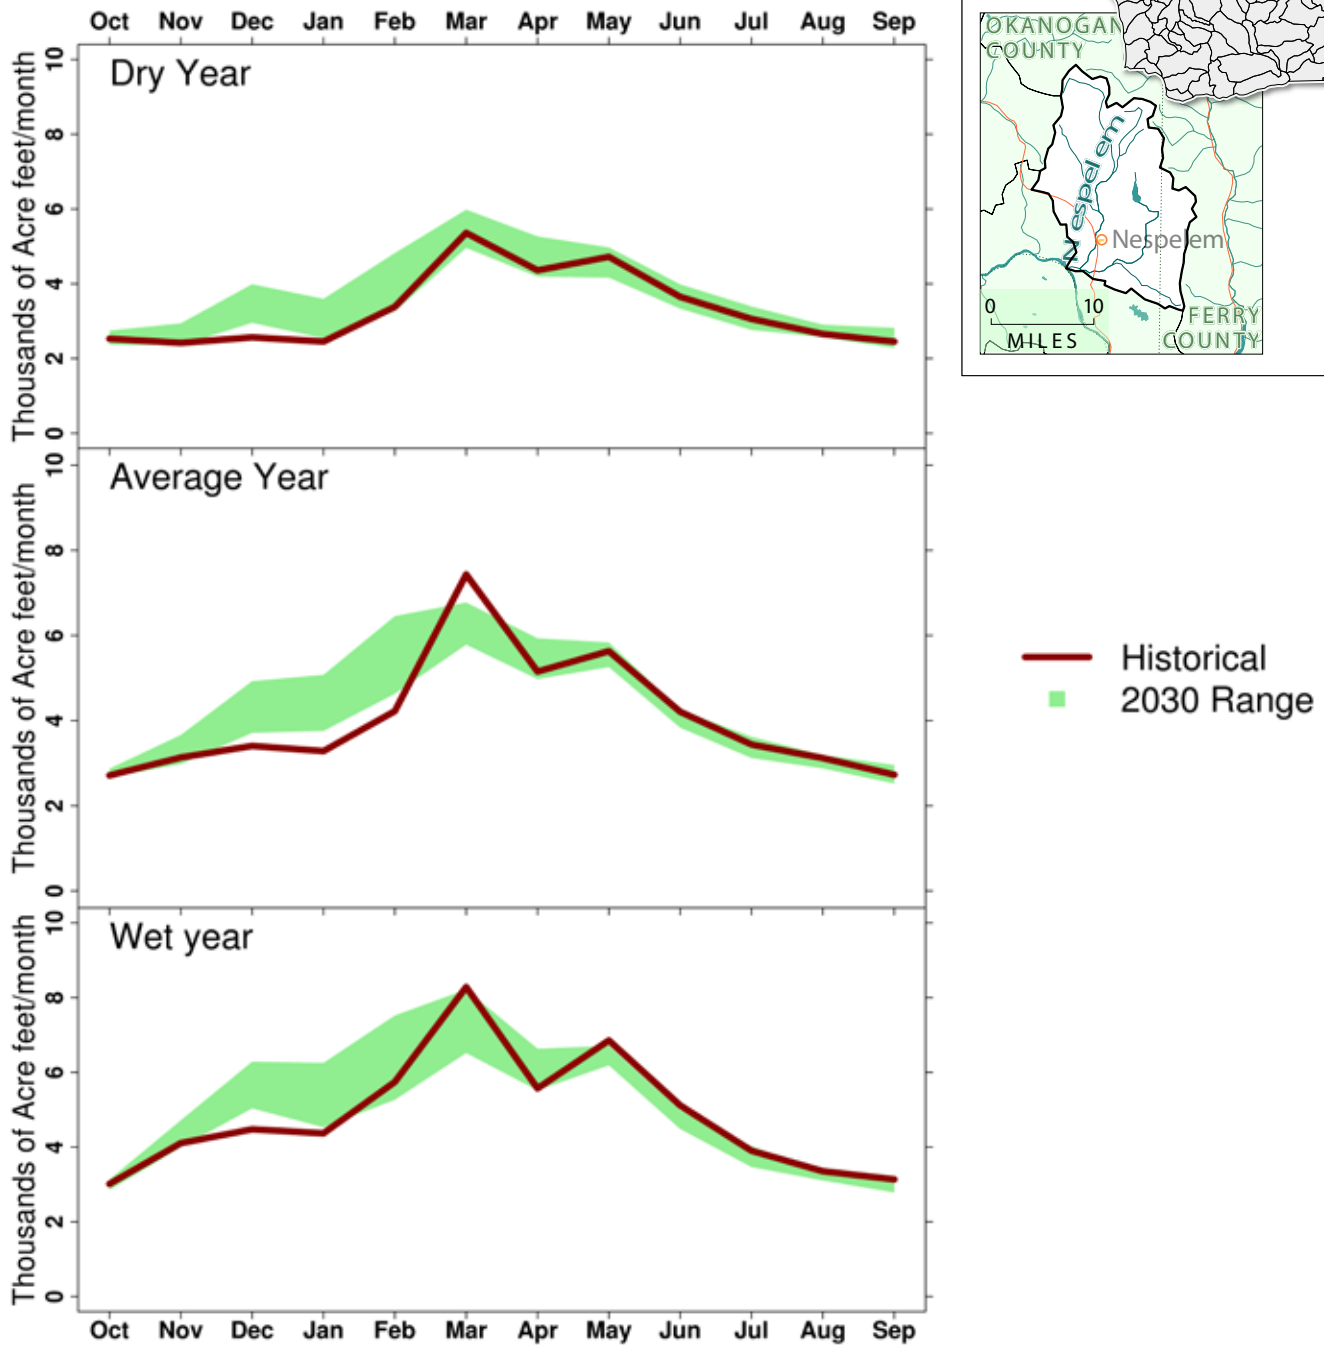 Oct Nov Dec Jan Feb Mar Apr May Jun Jul Aug Sep
Dry Year
Thousands of Acre feet/month
10
8
6
4
2
0
Average Year
Thousands of Acre feet/month
10
8
6
4
2
0
Wet year
Thousands of Acre feet/month
10
8
6
4
2
0
Oct Nov Dec Jan Feb Mar Apr May Jun Jul Aug Sep
OKANOGAN
COUNTY
Nespelem
Nespelem
0 10
MILES
FERRY
COUNTY
Historical
2030 Range